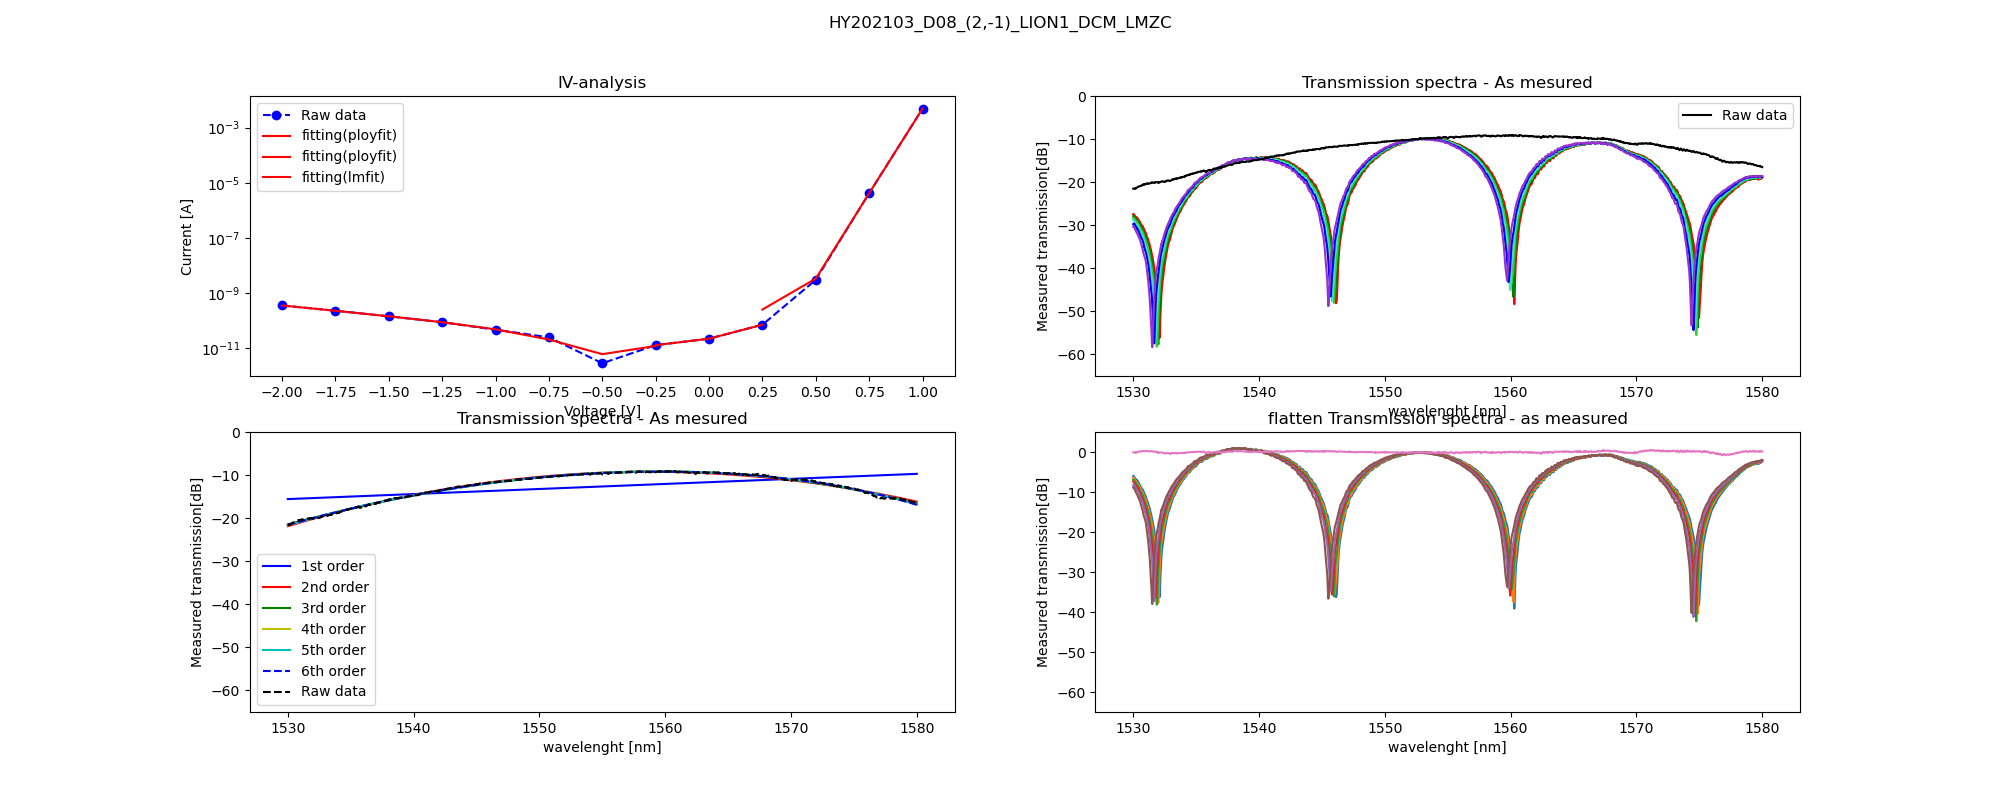 HY202103_D08_(2,-1)_LION1_DCM_LMZC
IV-analysis
Current [A]
10⁻³
10⁻⁵
10⁻⁷
10⁻⁹
10⁻¹¹
Raw data
fitting(ployfit)
fitting(ployfit)
fitting(lmfit)
−2.00 −1.75 −1.50 −1.25 −1.00 −0.75 −0.50 −0.25 0.00 0.25 0.50 0.75 1.00
Voltage [V]
Transmission spectra - As mesured
Measured transmission[dB]
0
−10
−20
−30
−40
−50
−60
Raw data
1530 1540 1550 1560 1570 1580
wavelenght [nm]
Transmission spectra - As mesured
Measured transmission[dB]
0
−10
−20
−30
−40
−50
−60
1st order
2nd order
3rd order
4th order
5th order
6th order
Raw data
1530 1540 1550 1560 1570 1580
wavelenght [nm]
flatten Transmission spectra - as measured
Measured transmission[dB]
0
−10
−20
−30
−40
−50
−60
1530 1540 1550 1560 1570 1580
wavelenght [nm]